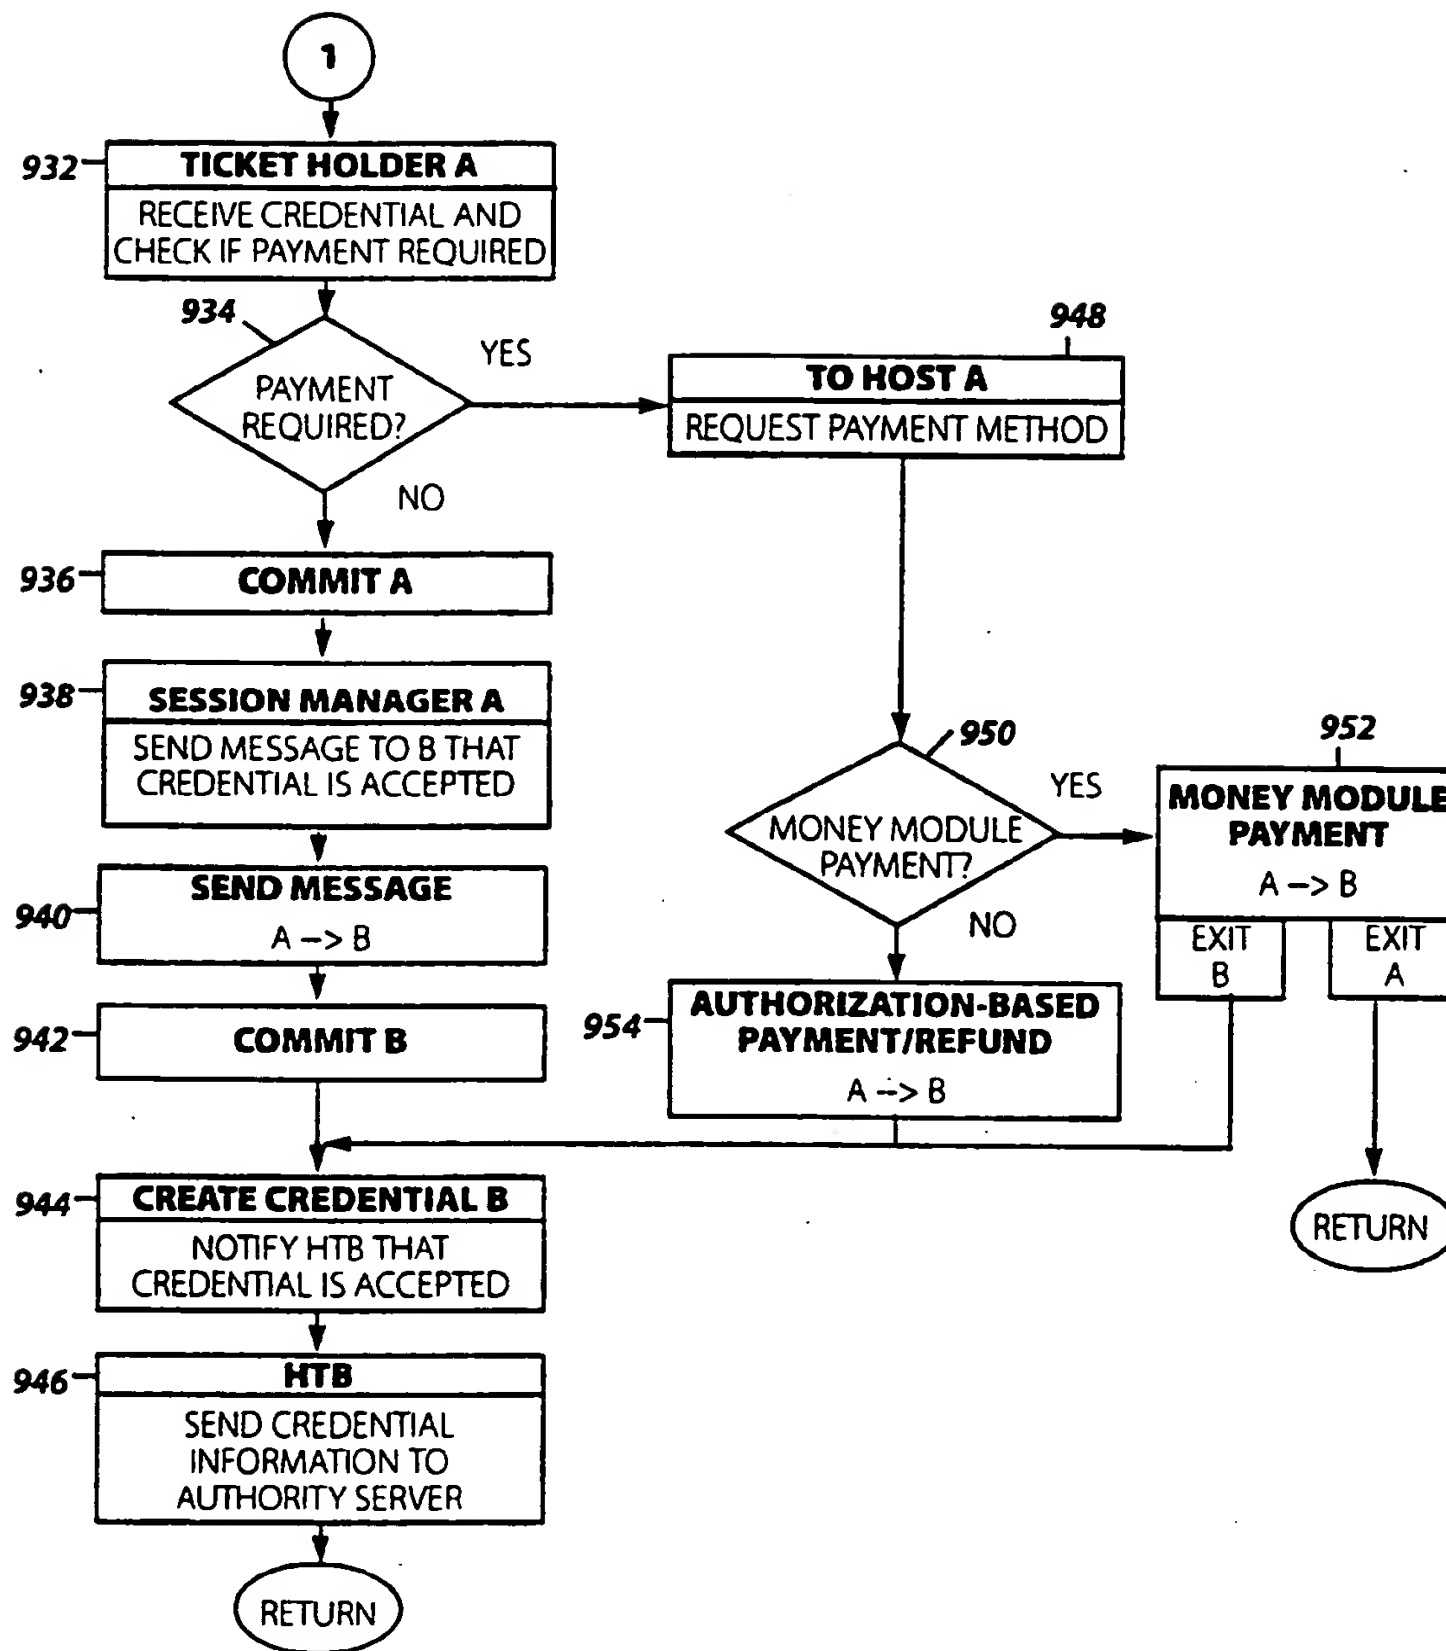 1
932
TICKET HOLDER A
RECEIVE CREDENTIAL AND
CHECK IF PAYMENT REQUIRED
934
PAYMENT
REQUIRED?
YES
NO
948
TO HOST A
REQUEST PAYMENT METHOD
936
COMMIT A
938
SESSION MANAGER A
SEND MESSAGE TO B THAT
CREDENTIAL IS ACCEPTED
940
SEND MESSAGE
A --> B
942
COMMIT B
950
MONEY MODULE
PAYMENT?
YES
NO
952
MONEY MODULE
PAYMENT
A --> B
EXIT
B
EXIT
A
954
AUTHORIZATION-BASED
PAYMENT/REFUND
A --> B
RETURN
944
CREATE CREDENTIAL B
NOTIFY HTB THAT
CREDENTIAL IS ACCEPTED
946
HTB
SEND CREDENTIAL
INFORMATION TO
AUTHORITY SERVER
RETURN